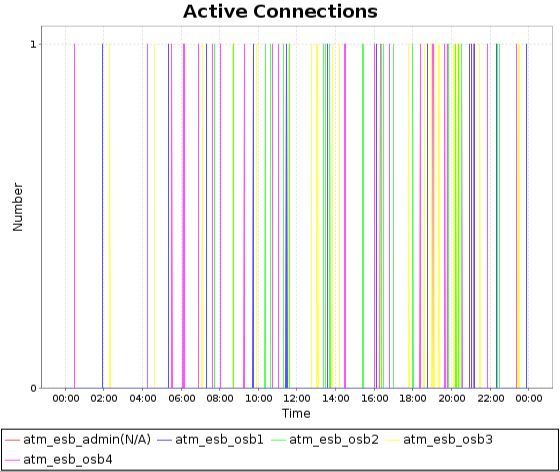 Active Connections
1
0
Number
00:00 02:00 04:00 06:00 08:00 10:00 12:00 14:00 16:00 18:00 20:00 22:00 00:00
Time
atm_esb_admin(N/A) atm_esb_osb1 atm_esb_osb2 atm_esb_osb3
atm_esb_osb4